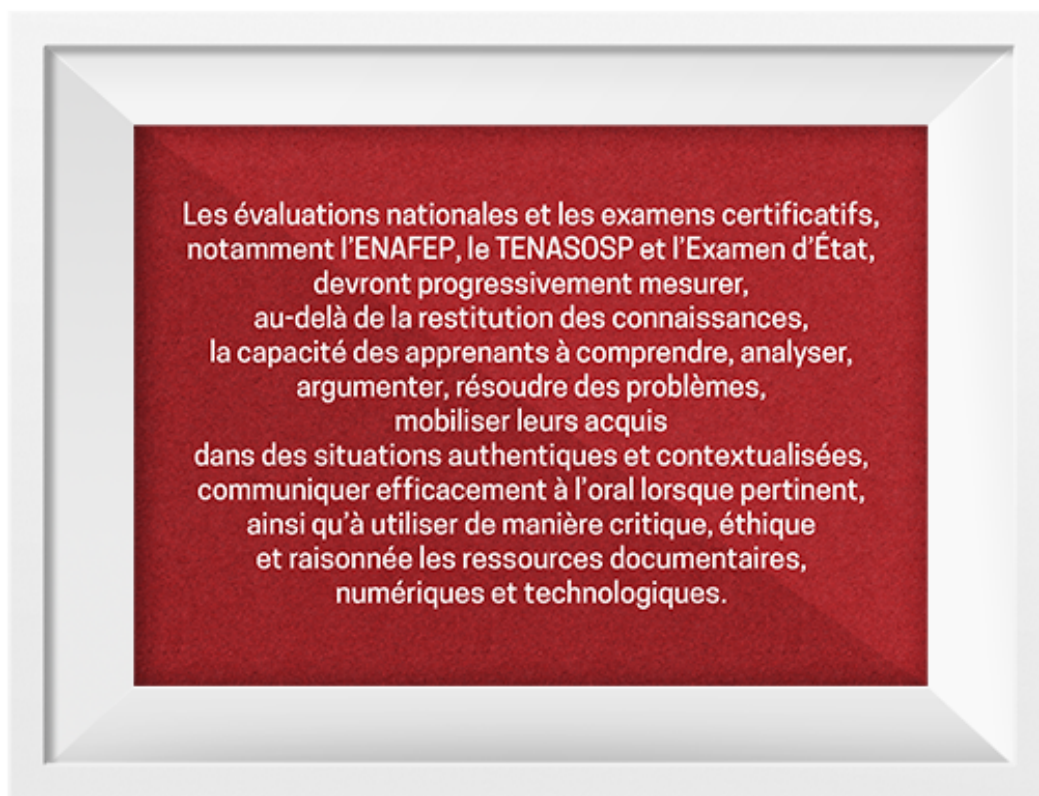 Les évaluations nationales et les examens certificatifs,
notamment l'ENAFEP, le TENASOSP et l'Examen d'État,
devront progressivement mesurer,
au-delà de la restitution des connaissances,
la capacité des apprenants à comprendre, analyser,
argumenter, résoudre des problèmes,
mobiliser leurs acquis
dans des situations authentiques et contextualisées,
communiquer efficacement à l'oral lorsque pertinent,
ainsi qu'à utiliser de manière critique, éthique
et raisonnée les ressources documentaires,
numériques et technologiques.